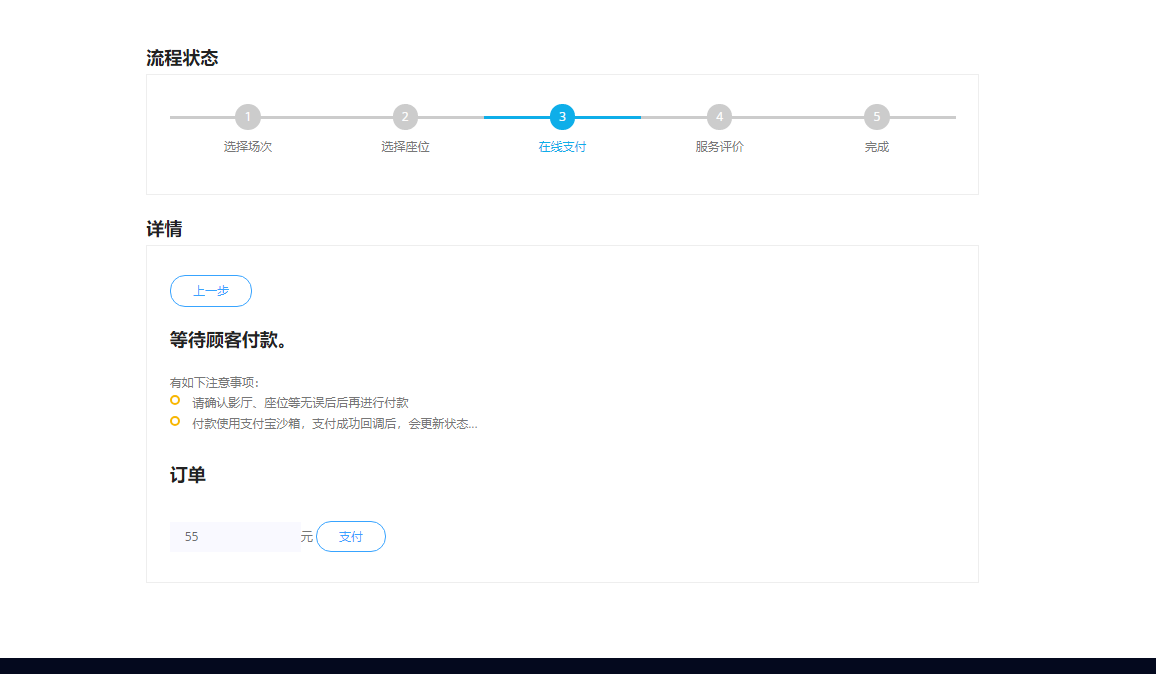 流程状态
1 2 3 4 5
选择场次 选择座位 在线支付 服务评价 完成
详情
上一步
等待顾客付款。
有如下注意事项：
请确认影厅、座位等无误后后再进行付款
付款使用支付宝沙箱，支付成功回调后，会更新状态...
订单
55 元 支付